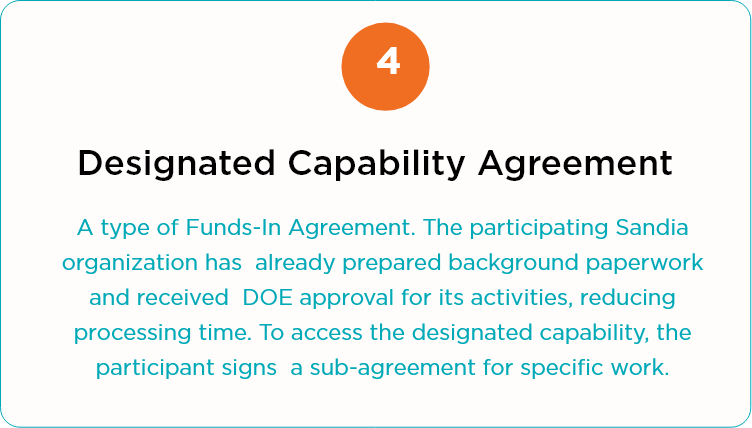 4
Designated Capability Agreement
A type of Funds-In Agreement. The participating Sandia
organization has  already prepared background paperwork
and received  DOE approval for its activities, reducing
processing time. To access the designated capability, the
participant signs  a sub-agreement for specific work.